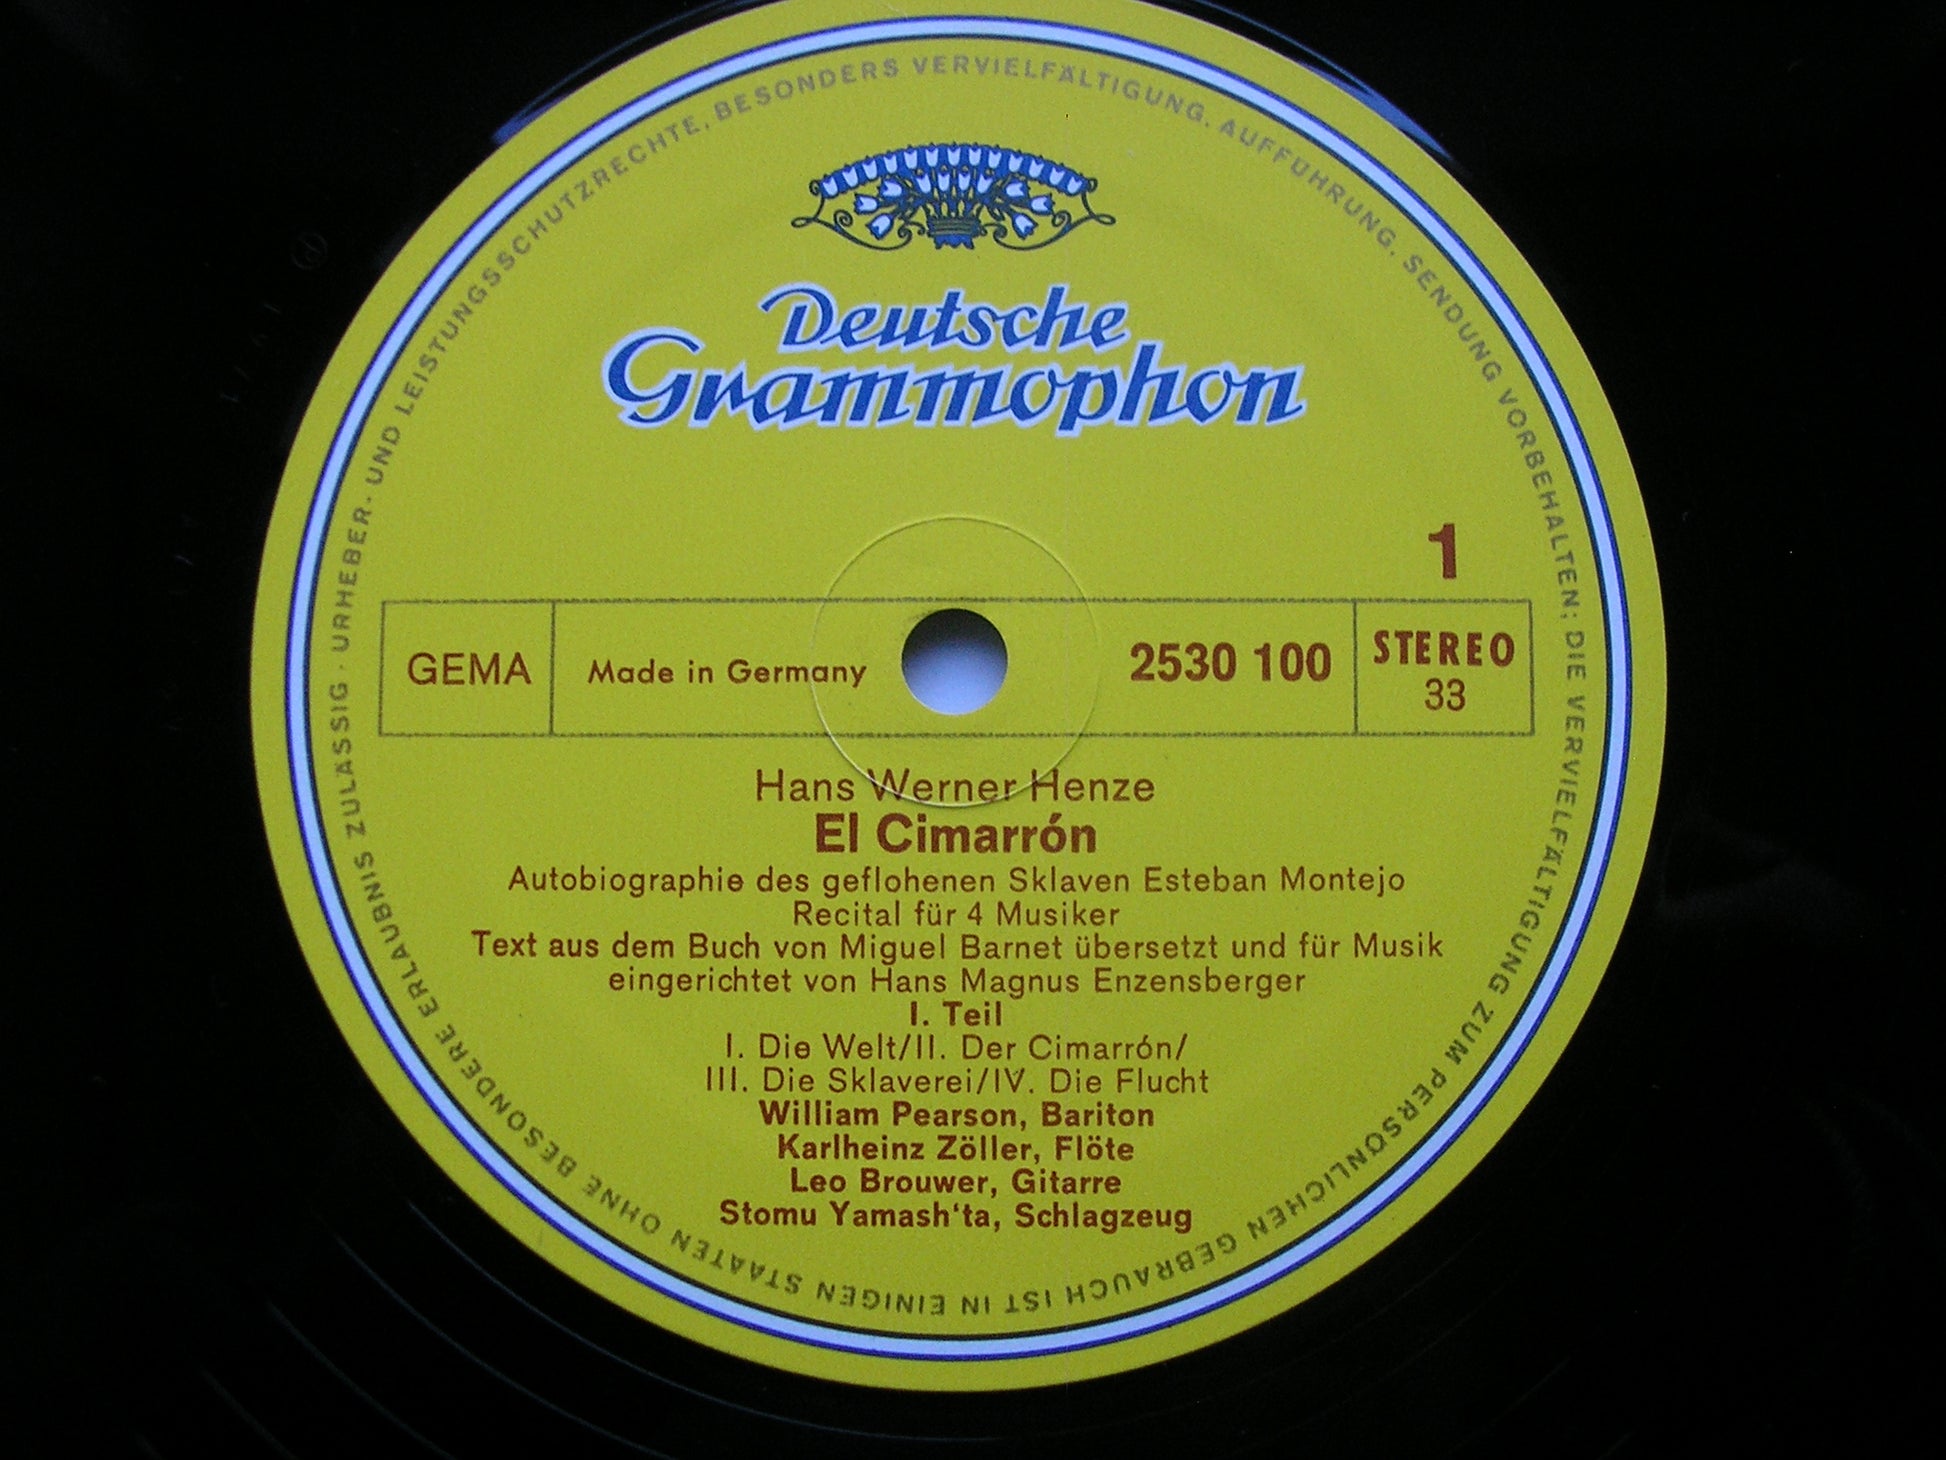 Deutsche
Grammophon
1
GEMA
Made in Germany
2530 100
STEREO
33
Hans Werner Henze
El Cimarrón
Autobiographie des geflohenen Sklaven Esteban Montejo
Recital für 4 Musiker
Text aus dem Buch von Miguel Barnet übersetzt und für Musik
eingerichtet von Hans Magnus Enzensberger
I. Teil
I. Die Welt/II. Der Cimarrón/
III. Die Sklaverei/IV. Die Flucht
William Pearson, Bariton
Karlheinz Zöller, Flöte
Leo Brouwer, Gitarre
Stomu Yamash'ta, Schlagzeug
URHEBER- UND LEISTUNGSSCHUTZRECHTE, BESONDERS VERVIELFÄLTIGUNG, AUFFÜHRUNG, SENDUNG VORBEHALTEN; DIE VERVIELFÄLTIGUNG ZUM PERSÖNLICHEN GEBRAUCH IST IN EINIGEN STAATEN OHNE BESONDERE ERLAUBNIS ZULÄSSIG ·